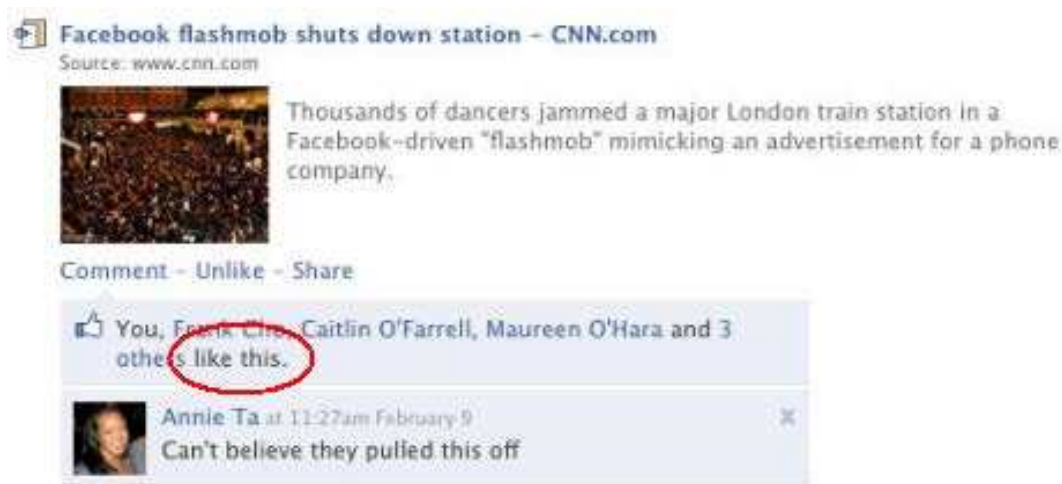 Facebook flashmob shuts down station – CNN.com
Source: www.cnn.com
Thousands of dancers jammed a major London train station in a
Facebook-driven "flashmob" mimicking an advertisement for a phone
company.
Comment - Unlike - Share
You, Frank Cho, Caitlin O'Farrell, Maureen O'Hara and 3
others like this.
Annie Ta at 11:27am February 9
Can't believe they pulled this off